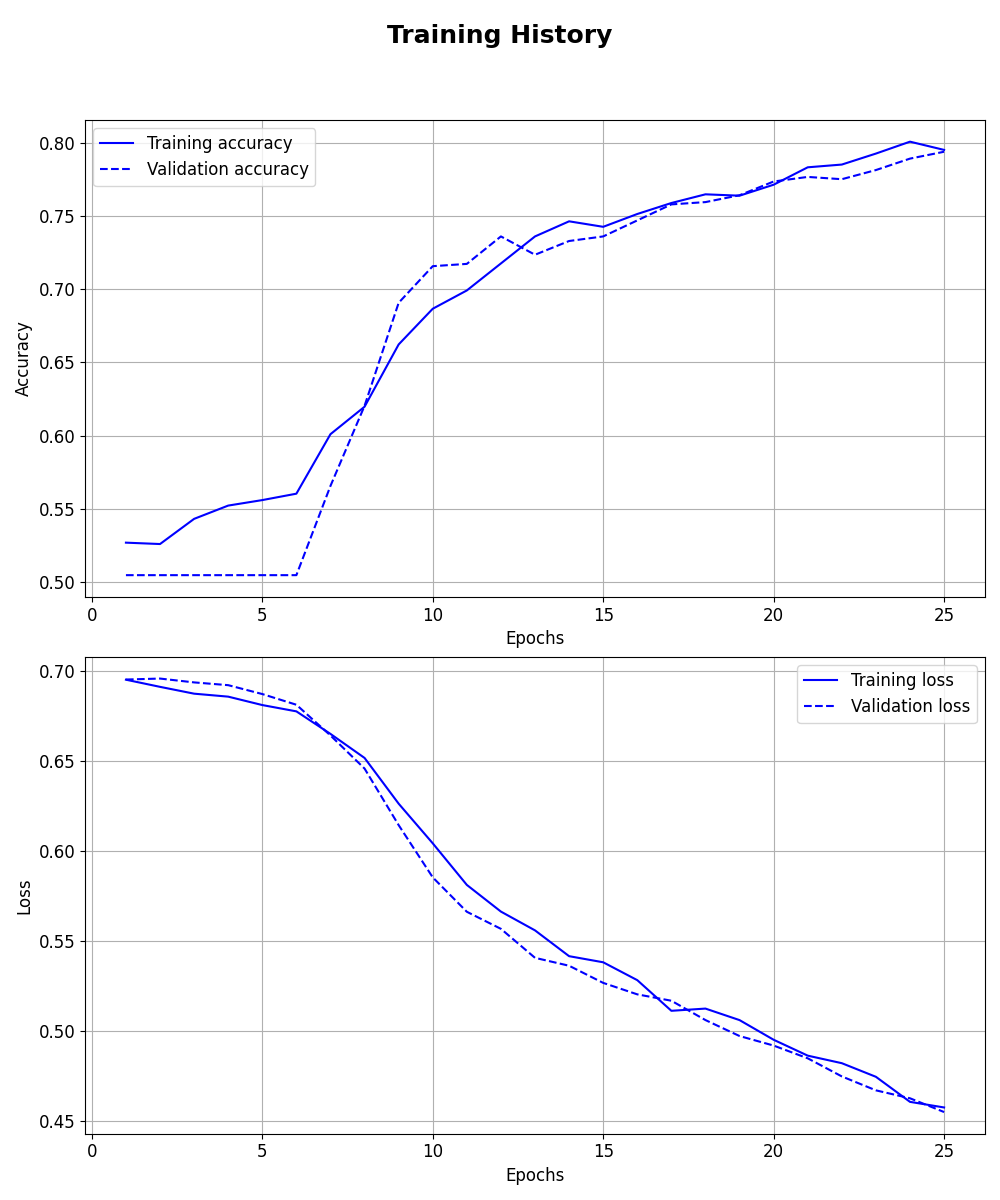 Training History
Training accuracy
Validation accuracy
0.80
0.75
0.70
0.65
0.60
0.55
0.50
Accuracy
0 5 10 15 20 25
Epochs
Training loss
Validation loss
0.70
0.65
0.60
0.55
0.50
0.45
Loss
0 5 10 15 20 25
Epochs